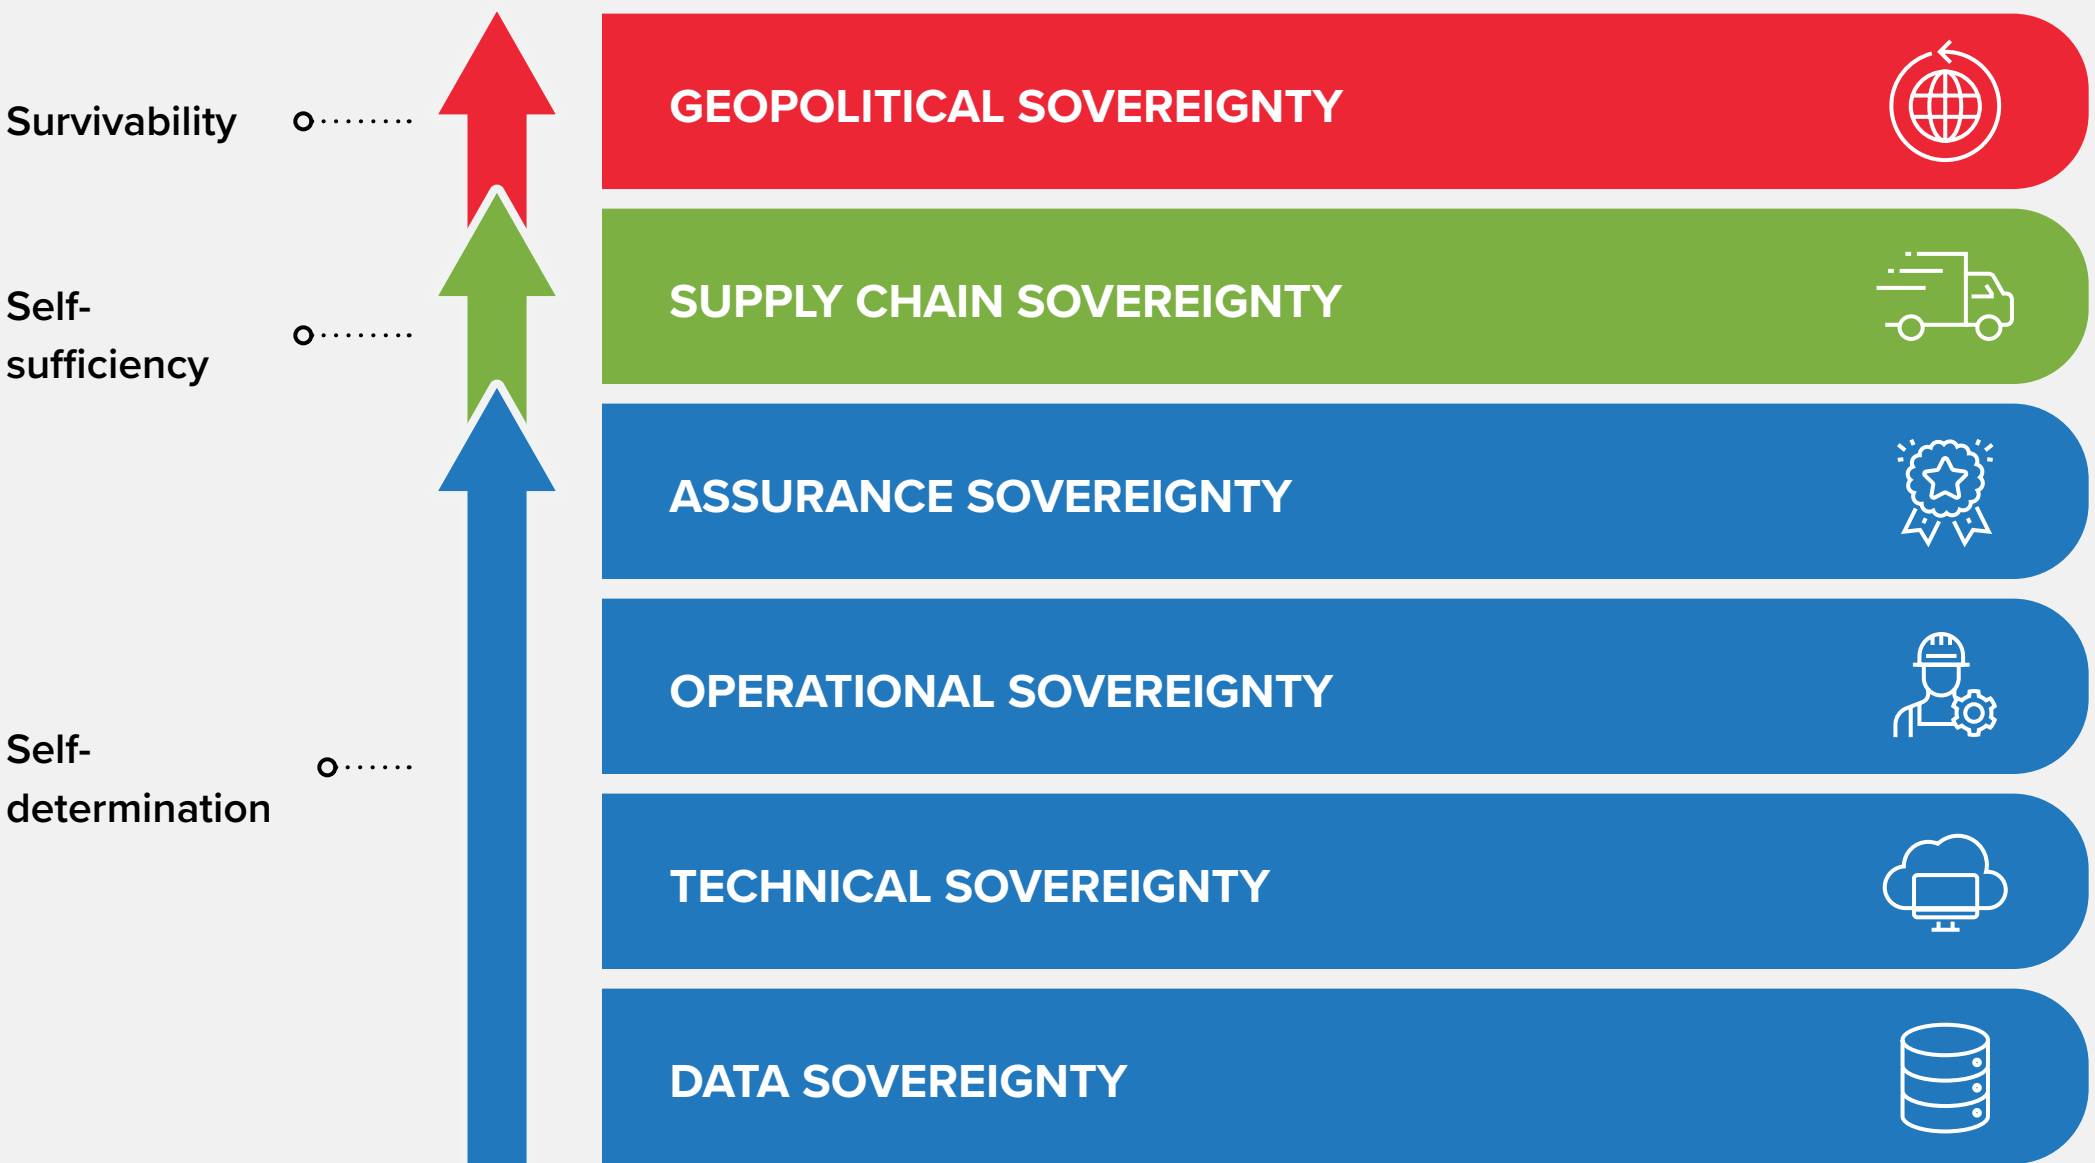 Survivability
GEOPOLITICAL SOVEREIGNTY
Self-
sufficiency
SUPPLY CHAIN SOVEREIGNTY
ASSURANCE SOVEREIGNTY
OPERATIONAL SOVEREIGNTY
Self-
determination
TECHNICAL SOVEREIGNTY
DATA SOVEREIGNTY